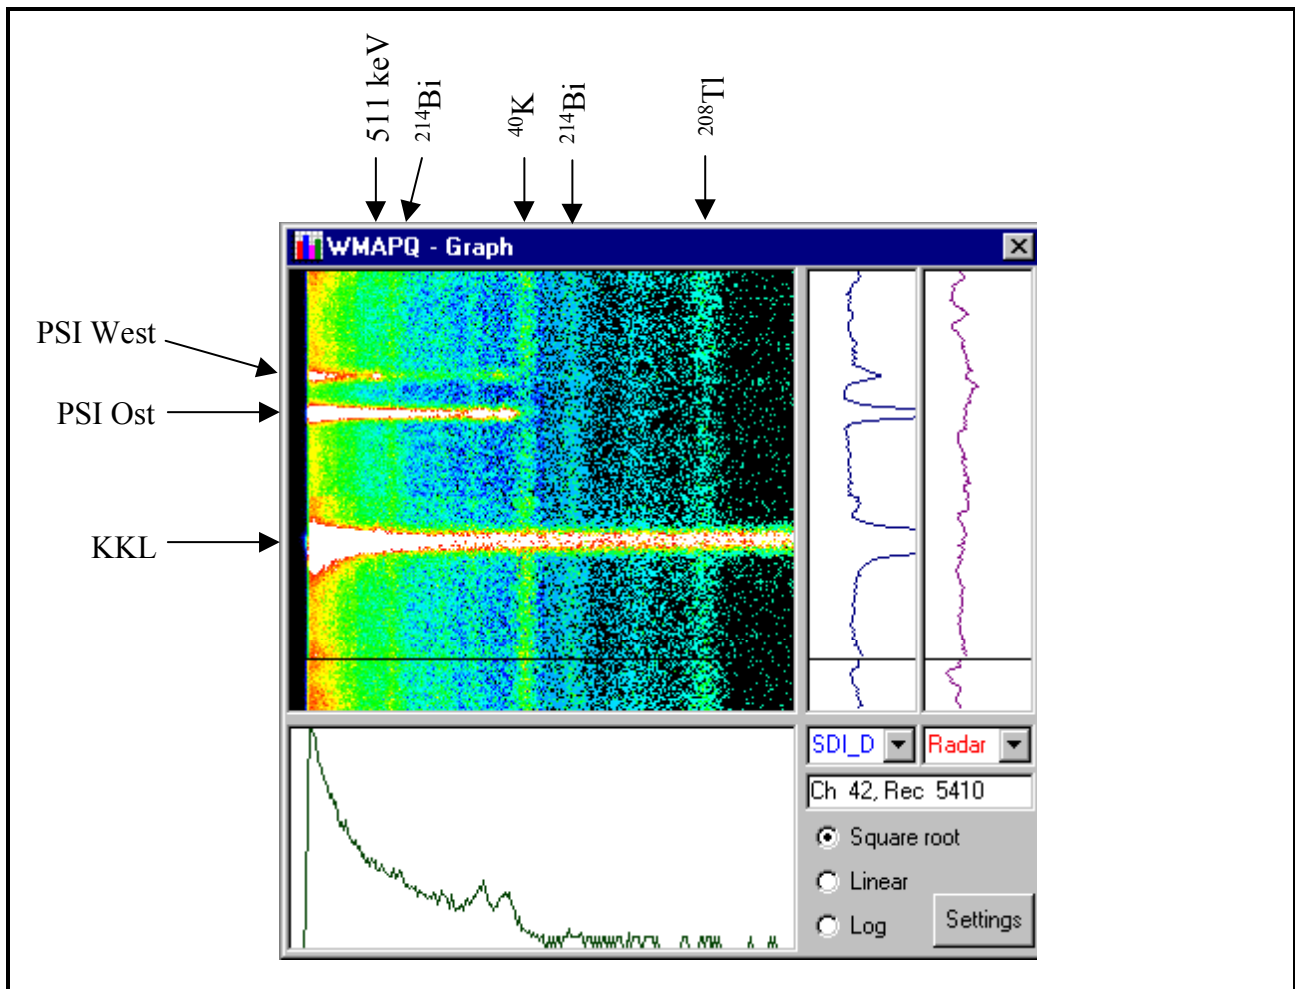 511 keV
²¹⁴Bi
⁴⁰K
²¹⁴Bi
²⁰⁸Tl
WMAPQ - Graph
PSI West
PSI Ost
KKL
SDI_D
Radar
Ch 42, Rec 5410
Square root
Linear
Log
Settings